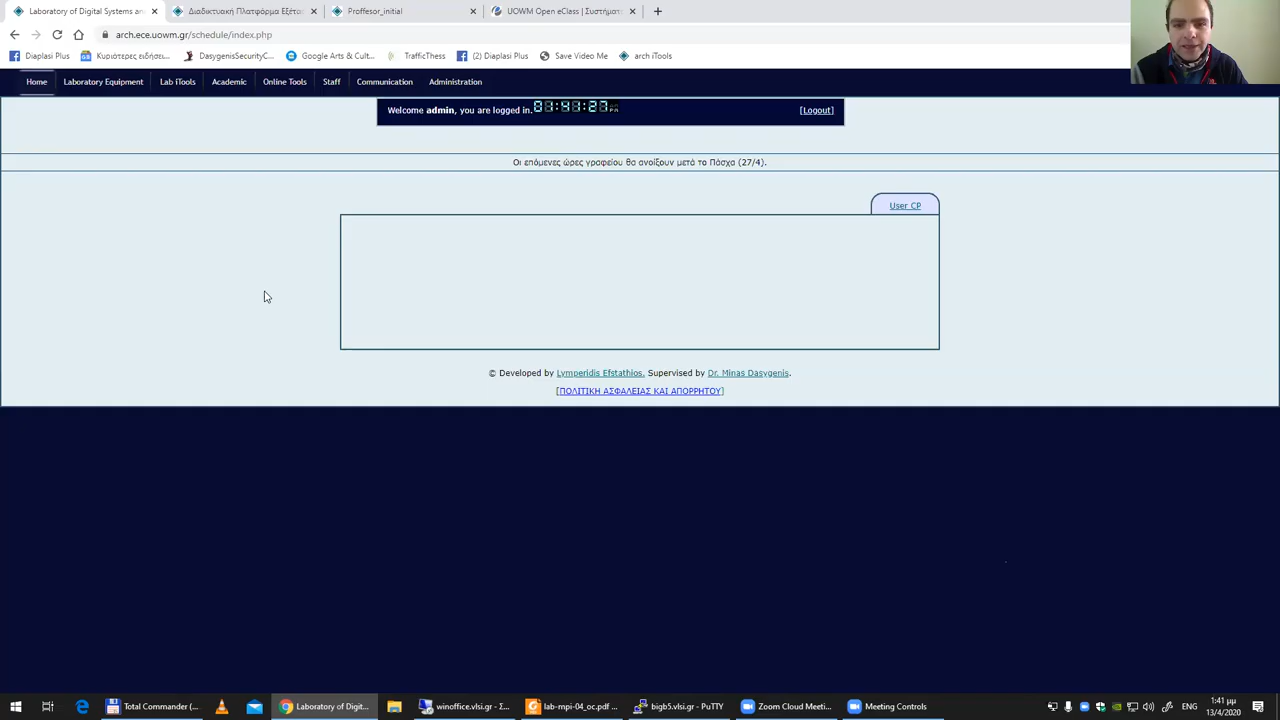 Laboratory of Digital Systems an
Διαδικτυακή Πλατφόρμα Εξέτα
Proffesor_initial
UOWM Open eClass | Συστήματ
arch.ece.uowm.gr/schedule/index.php
Diaplasi Plus
Κυριότερες ειδήσει...
DasygenisSecurityC...
Google Arts & Cult...
TrafficThess
(2) Diaplasi Plus
Save Video Me
arch iTools
Home
Laboratory Equipment
Lab iTools
Academic
Online Tools
Staff
Communication
Administration
Welcome admin, you are logged in.
01:41:27 PM
[Logout]
Οι επόμενες ώρες γραφείου θα ανοίξουν μετά το Πάσχα (27/4).
User CP
© Developed by Lymperidis Efstathios. Supervised by Dr. Minas Dasygenis.
[ΠΟΛΙΤΙΚΗ ΑΣΦΑΛΕΙΑΣ ΚΑΙ ΑΠΟΡΡΗΤΟΥ]
Total Commander (...
Laboratory of Digit...
winoffice.vlsi.gr - Σ...
lab-mpi-04_oc.pdf ...
bigb5.vlsi.gr - PuTTY
Zoom Cloud Meeti...
Meeting Controls
ENG
1:41 μμ
13/4/2020